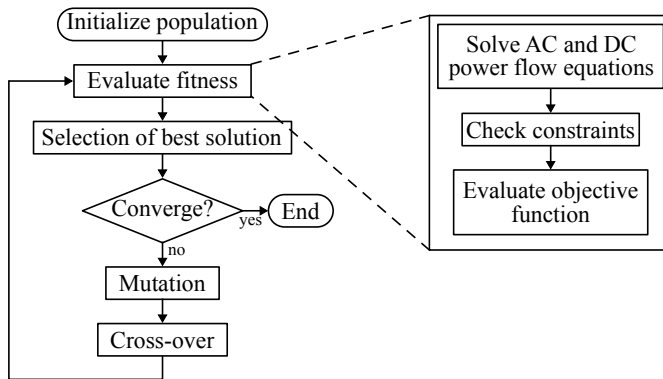 Initialize population
Evaluate fitness
Selection of best solution
Converge?
yes
End
no
Mutation
Cross-over
Solve AC and DC
power flow equations
Check constraints
Evaluate objective
function